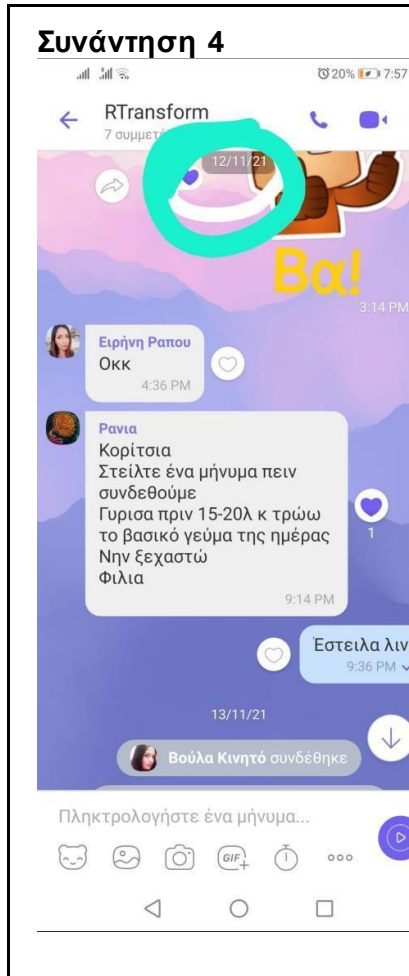 Συνάντηση 4
20% 7:57
RTransform
7 συμμετ
12/11/21
Βα!
3:14 PM
Ειρήνη Ραπου
Οκκ
4:36 PM
Ρανια
Κορίτσια
Στείλτε ένα μήνυμα πειν
συνδεθούμε
Γυρισα πριν 15-20λ κ τρώω
το βασικό γεύμα της ημέρας
Νην ξεχαστώ
Φιλια
1
9:14 PM
Έστειλα λιν
9:36 PM
13/11/21
Βούλα Κινητό συνδέθηκε
Πληκτρολογήστε ένα μήνυμα...
GIF